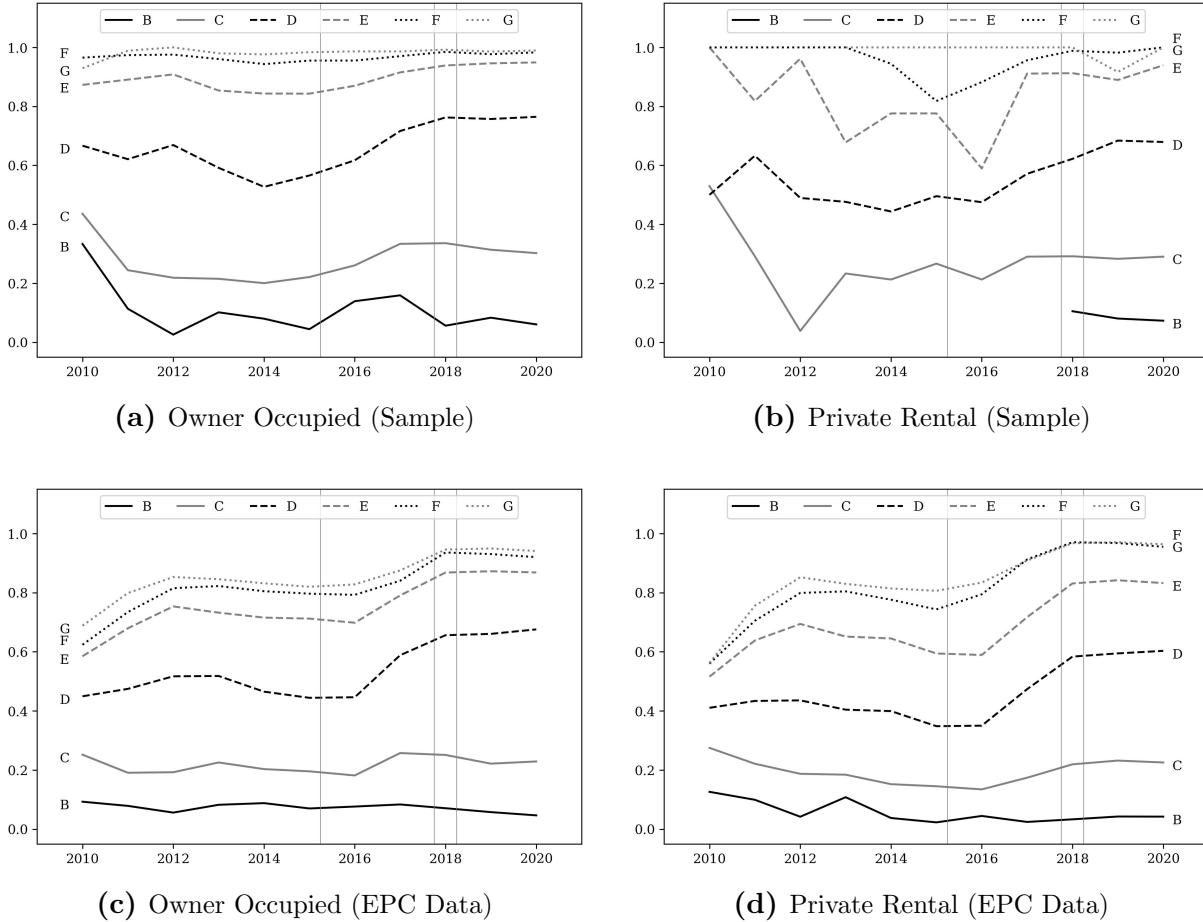 B C D E F G
B C D E F G
1.0
0.8
0.6
0.4
0.2
0.0
F
G
E
D
C
B
2010 2012 2014 2016 2018 2020
1.0
0.8
0.6
0.4
0.2
0.0
F
G
E
D
C
B
2010 2012 2014 2016 2018 2020
(a) Owner Occupied (Sample)
(b) Private Rental (Sample)
B C D E F G
B C D E F G
1.0
0.8
0.6
0.4
0.2
0.0
G
F
E
D
C
B
2010 2012 2014 2016 2018 2020
1.0
0.8
0.6
0.4
0.2
0.0
F
G
E
D
C
B
2010 2012 2014 2016 2018 2020
(c) Owner Occupied (EPC Data)
(d) Private Rental (EPC Data)